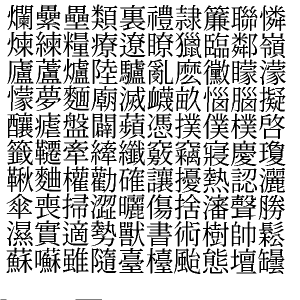 爛纍壘類裏禮隷簾聯憐
煉練糧療遼瞭獵臨鄰嶺
廬蘆爐陸驢亂麽黴矇濛
懞夢麵廟滅衊畝惱腦擬
釀瘧盤闢蘋憑撲僕樸啓
籤韆牽縴纖竅竊寢慶瓊
鞦麯權勸確讓擾熱認灑
傘喪掃澀曬傷捨瀋聲勝
濕實適勢獸書術樹帥鬆
蘇囌雖隨臺檯颱態壇罎